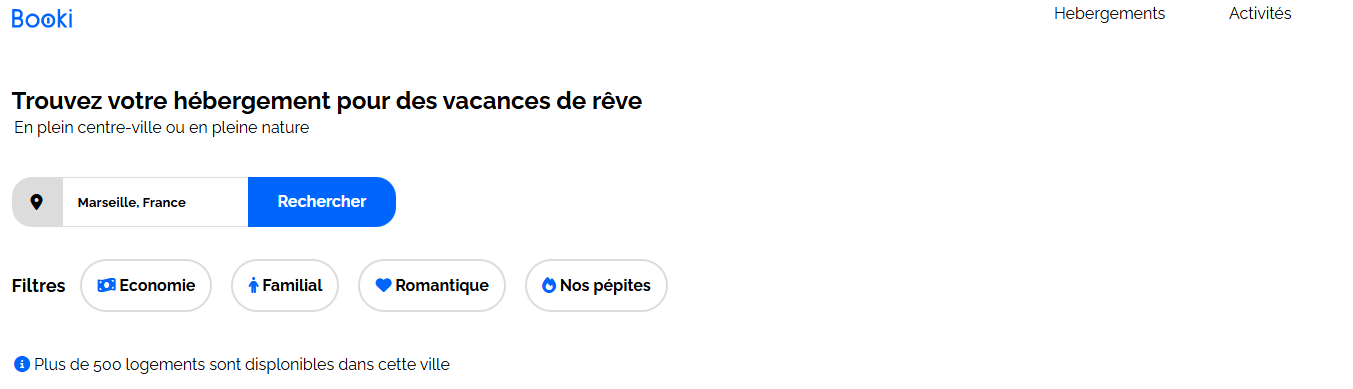 Booki Hebergements Activités
Trouvez votre hébergement pour des vacances de rêve
En plein centre-ville ou en pleine nature
Marseille, France Rechercher
Filtres Economie Familial Romantique Nos pépites
Plus de 500 logements sont displonibles dans cette ville